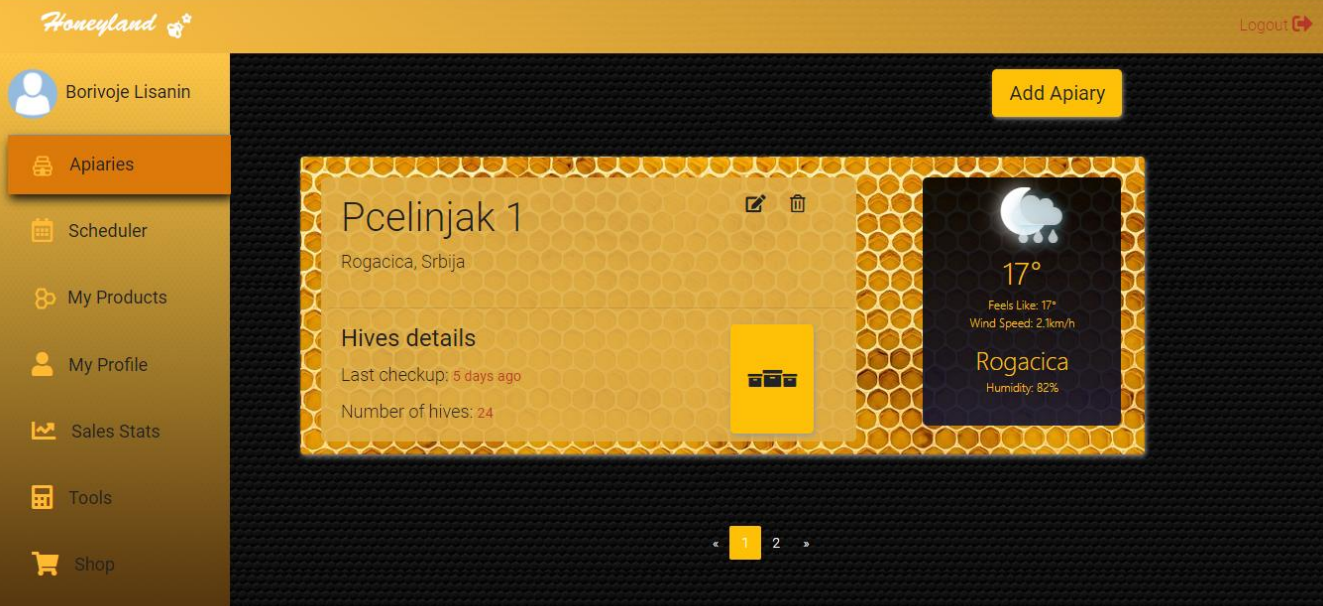 Honeyland
Logout
Borivoje Lisanin
Apiaries
Scheduler
My Products
My Profile
Sales Stats
Tools
Shop
Add Apiary
Pcelinjak 1
Rogacica, Srbija
Hives details
Last checkup: 5 days ago
Number of hives: 24
17°
Feels Like: 17°
Wind Speed: 2.1km/h
Rogacica
Humidity: 82%
« 1 2 »